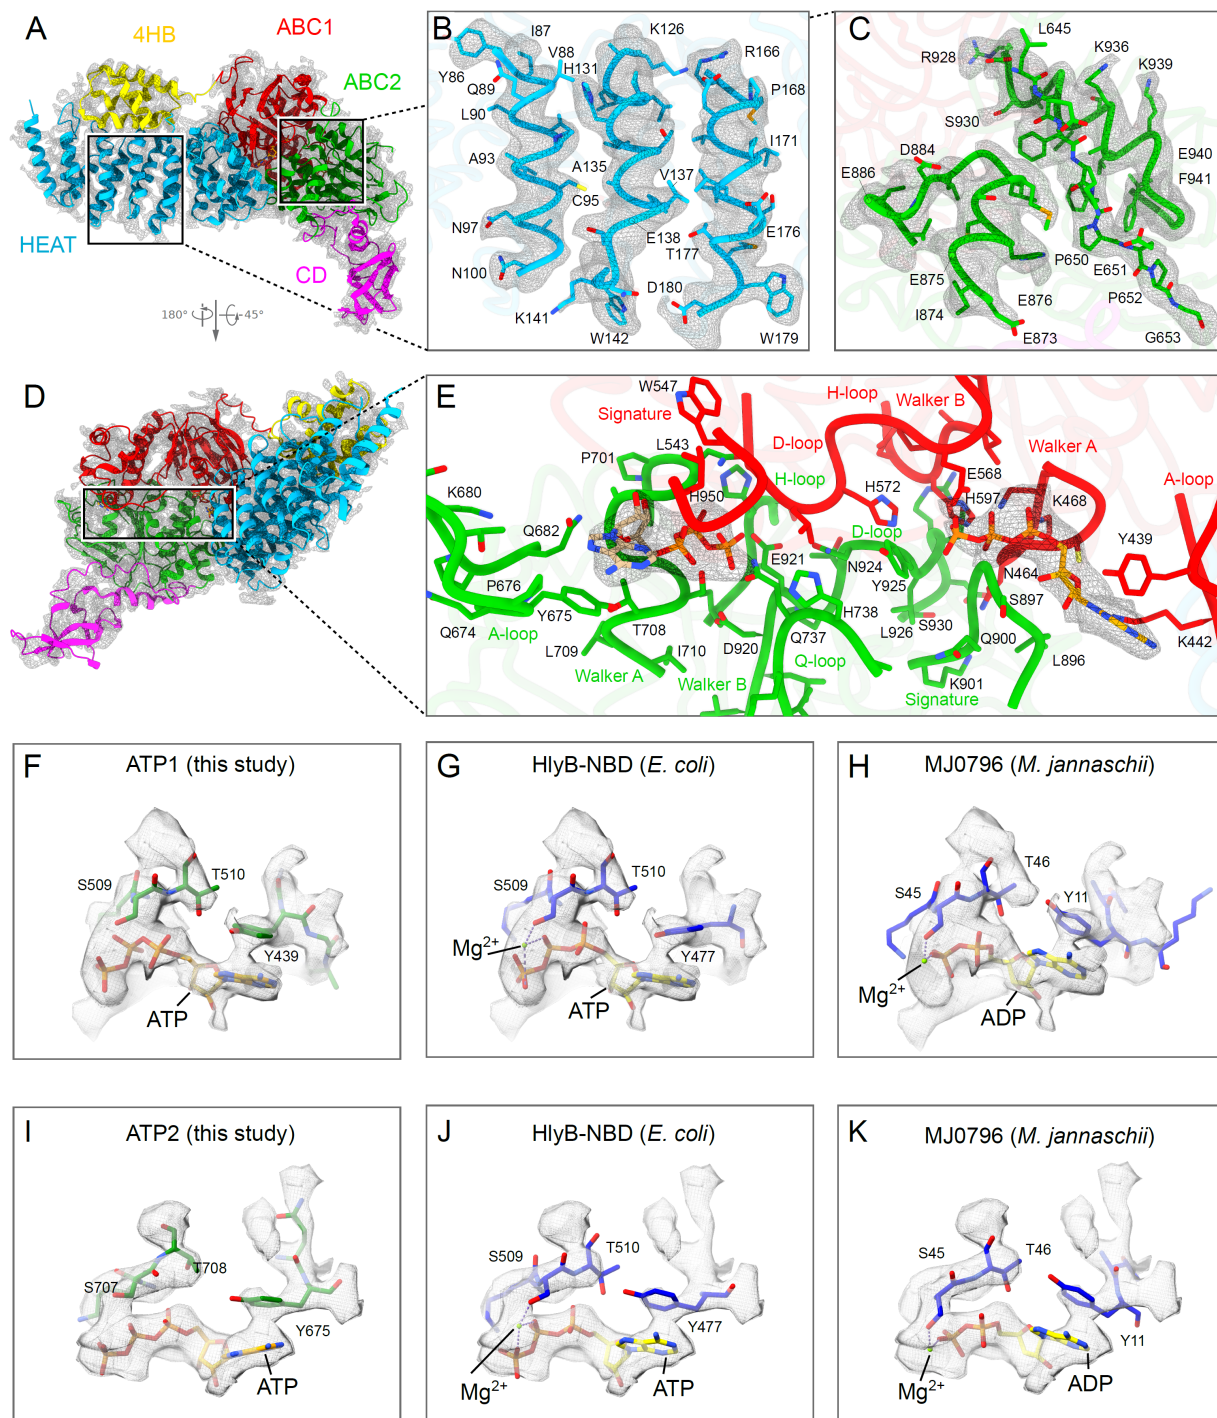 A
4HB
ABC1
ABC2
HEAT
CD
180°
-45°
B
I87
V88
K126
H131
R166
Y86
Q89
P168
L90
I171
A93
A135
V137
C95
N97
E138
E176
T177
N100
D180
K141
W142
W179
C
L645
R928
K936
K939
S930
D884
E940
E886
F941
P650
E875
E651
E876
P652
I874
E873
G653
D
E
W547
H-loop
Signature
Walker B
D-loop
L543
Walker A
P701
E568
H-loop
A-loop
K680
H950
H572
H597
K468
Q682
D-loop
Y439
E921
N924
N464
P676
Y925
Y675
S897
H738
Q674
T708
S930
K442
A-loop
L926
Q900
L709
I710
D920
Q737
L896
Walker A
Q-loop
K901
Walker B
Signature
F
ATP1 (this study)
S509
T510
Y439
ATP
G
HlyB-NBD (E. coli)
S509
T510
Mg2+
Y477
ATP
H
MJ0796 (M. jannaschii)
T46
S45
Y11
Mg2+
ADP
I
ATP2 (this study)
T708
S707
Y675
ATP
J
HlyB-NBD (E. coli)
S509
T510
Y477
Mg2+
ATP
K
MJ0796 (M. jannaschii)
S45
T46
Y11
Mg2+
ADP